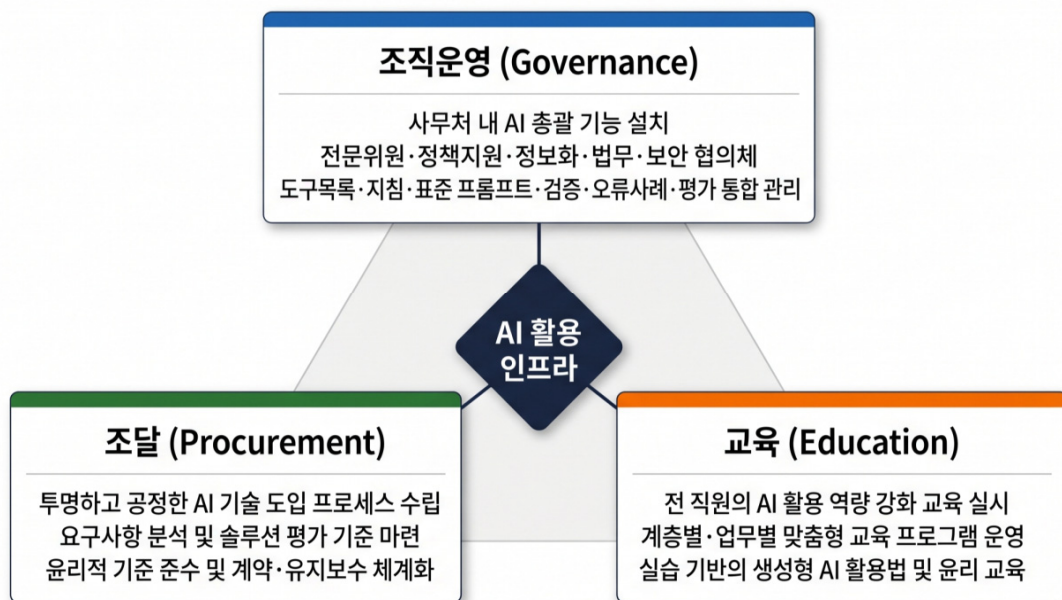 조직운영 (Governance)
사무처 내 AI 총괄 기능 설치
전문위원·정책지원·정보화·법무·보안 협의체
도구목록·지침·표준 프롬프트·검증·오류사례·평가 통합 관리
AI 활용
인프라
조달 (Procurement)
투명하고 공정한 AI 기술 도입 프로세스 수립
요구사항 분석 및 솔루션 평가 기준 마련
윤리적 기준 준수 및 계약·유지보수 체계화
교육 (Education)
전 직원의 AI 활용 역량 강화 교육 실시
계층별·업무별 맞춤형 교육 프로그램 운영
실습 기반의 생성형 AI 활용법 및 윤리 교육